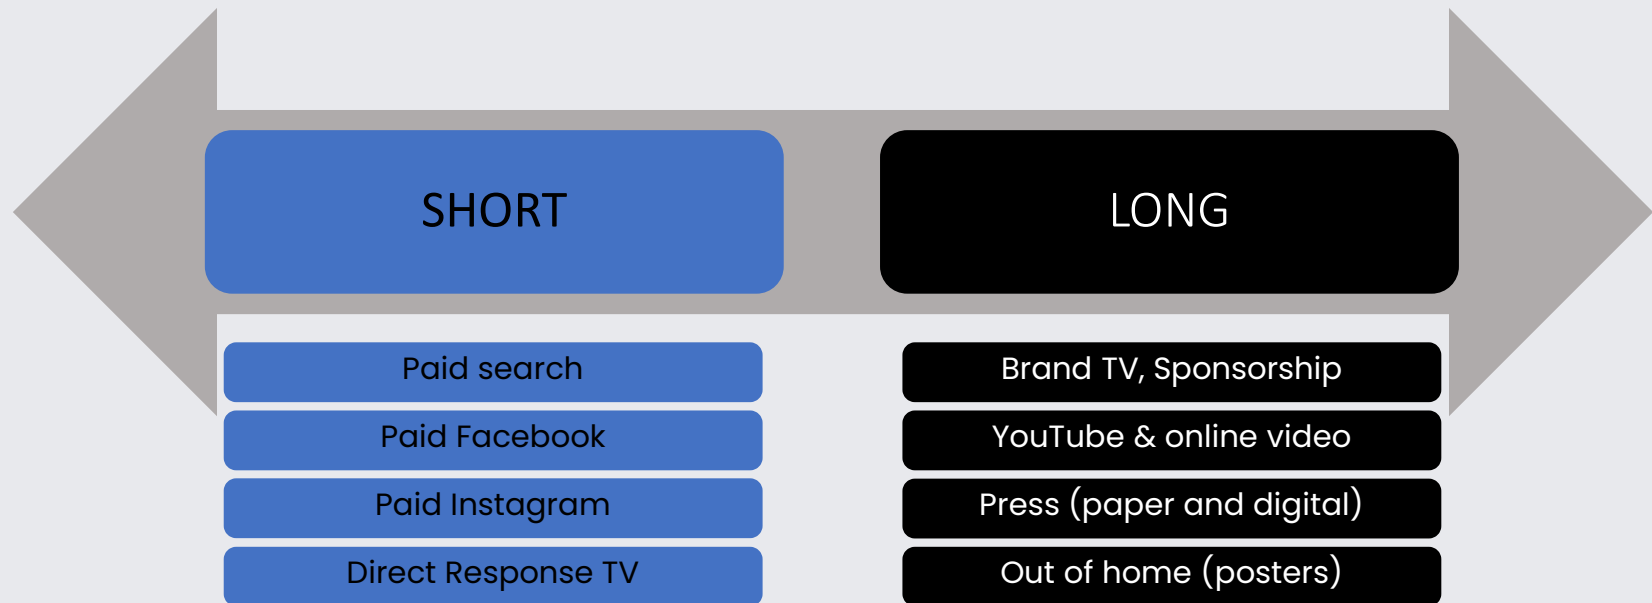 SHORT
LONG
Paid search
Paid Facebook
Paid Instagram
Direct Response TV
Brand TV, Sponsorship
YouTube & online video
Press (paper and digital)
Out of home (posters)